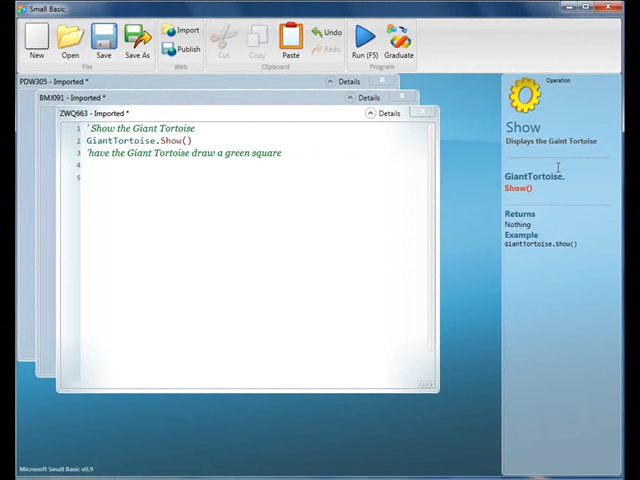 Small Basic
New
Open
Save
Save As
Import
Publish
Cut
Copy
Paste
Undo
Redo
Run (F5)
Graduate
File
Web
Clipboard
Program
PDW305 - Imported *
Details
BMJ091 - Imported *
Details
ZWQ663 - Imported *
Details
1 ' Show the Giant Tortoise
2 GiantTortoise.Show()
3 'have the Giant Tortoise draw a green square
4
5
Operation
Show
Displays the Gaint Tortoise
GiantTortoise.
Show()
Returns
Nothing
Example
GiantTortoise.Show()
Microsoft Small Basic v0.9